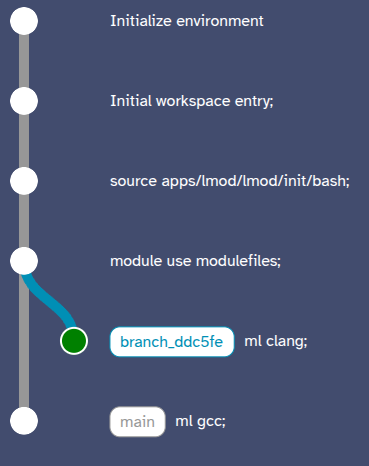 Initialize environment
Initial workspace entry;
source apps/lmod/lmod/init/bash;
module use modulefiles;
branch_ddc5fe ml clang;
main ml gcc;